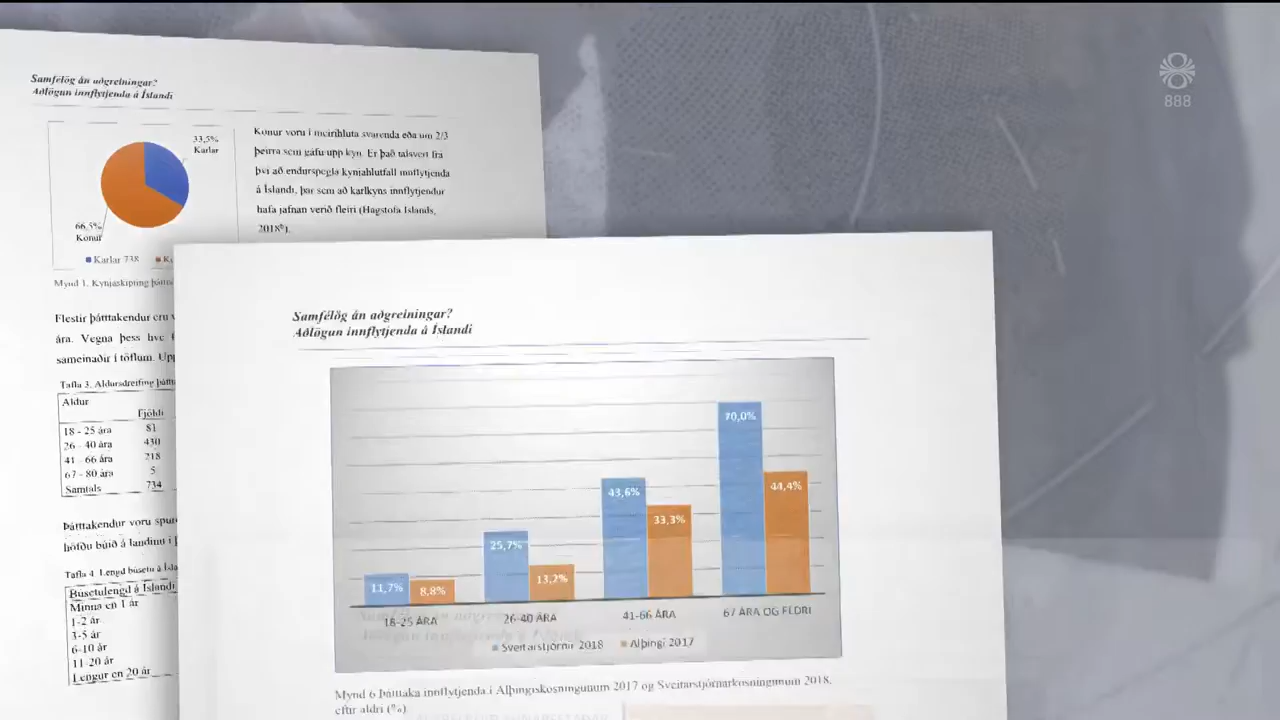 888
Samfélög án aðgreiningar?
Aðlögun innflytjenda á Íslandi
33,5%
Karlar
66,5%
Konur
Karlar 738
Mynd 1. Kynjaskipting
Konur voru í meirihluta svarenda eða um 2/3
þeirra sem gáfu upp kyn. Er það talsvert frá
því að endurspegla kynjahlutfall innflytjenda
á Íslandi, þar sem að karlkyns innflytjendur
hafa jafnan verið fleiri (Hagstofa Íslands,
2018ᵇ).
Flestir þátttakendur eru
ára. Vegna þess hve
sameinaðir í töflum.
Tafla 3. Aldursdreifing
Aldur
Fjöldi
18 - 25 ára 81
26 - 40 ára 430
41 - 66 ára 218
67 - 80 ára 5
Samtals 734
Þátttakendur voru
höfðu búið á landinu í
Tafla 4. Lengd búsetu á
Búsetulengd á Íslandi
Minna en 1 ár
1-2 ár
3-5 ár
6-10 ár
11-20 ár
Lengur en 20 ár
Samfélög án aðgreiningar?
Aðlögun innflytjenda á Íslandi
11,7% 8,8% 25,7% 13,2% 43,6% 33,3% 70,0% 44,4%
18-25 ÁRA 26-40 ÁRA 41-66 ÁRA 67 ÁRA OG ELDRI
Sveitarstjórnir 2018 Alþingi 2017
Mynd 6 Þátttaka innflytjenda í Alþingiskosningunum 2017 og Sveitarstjórnarkosningunum 2018,
eftir aldri (%).